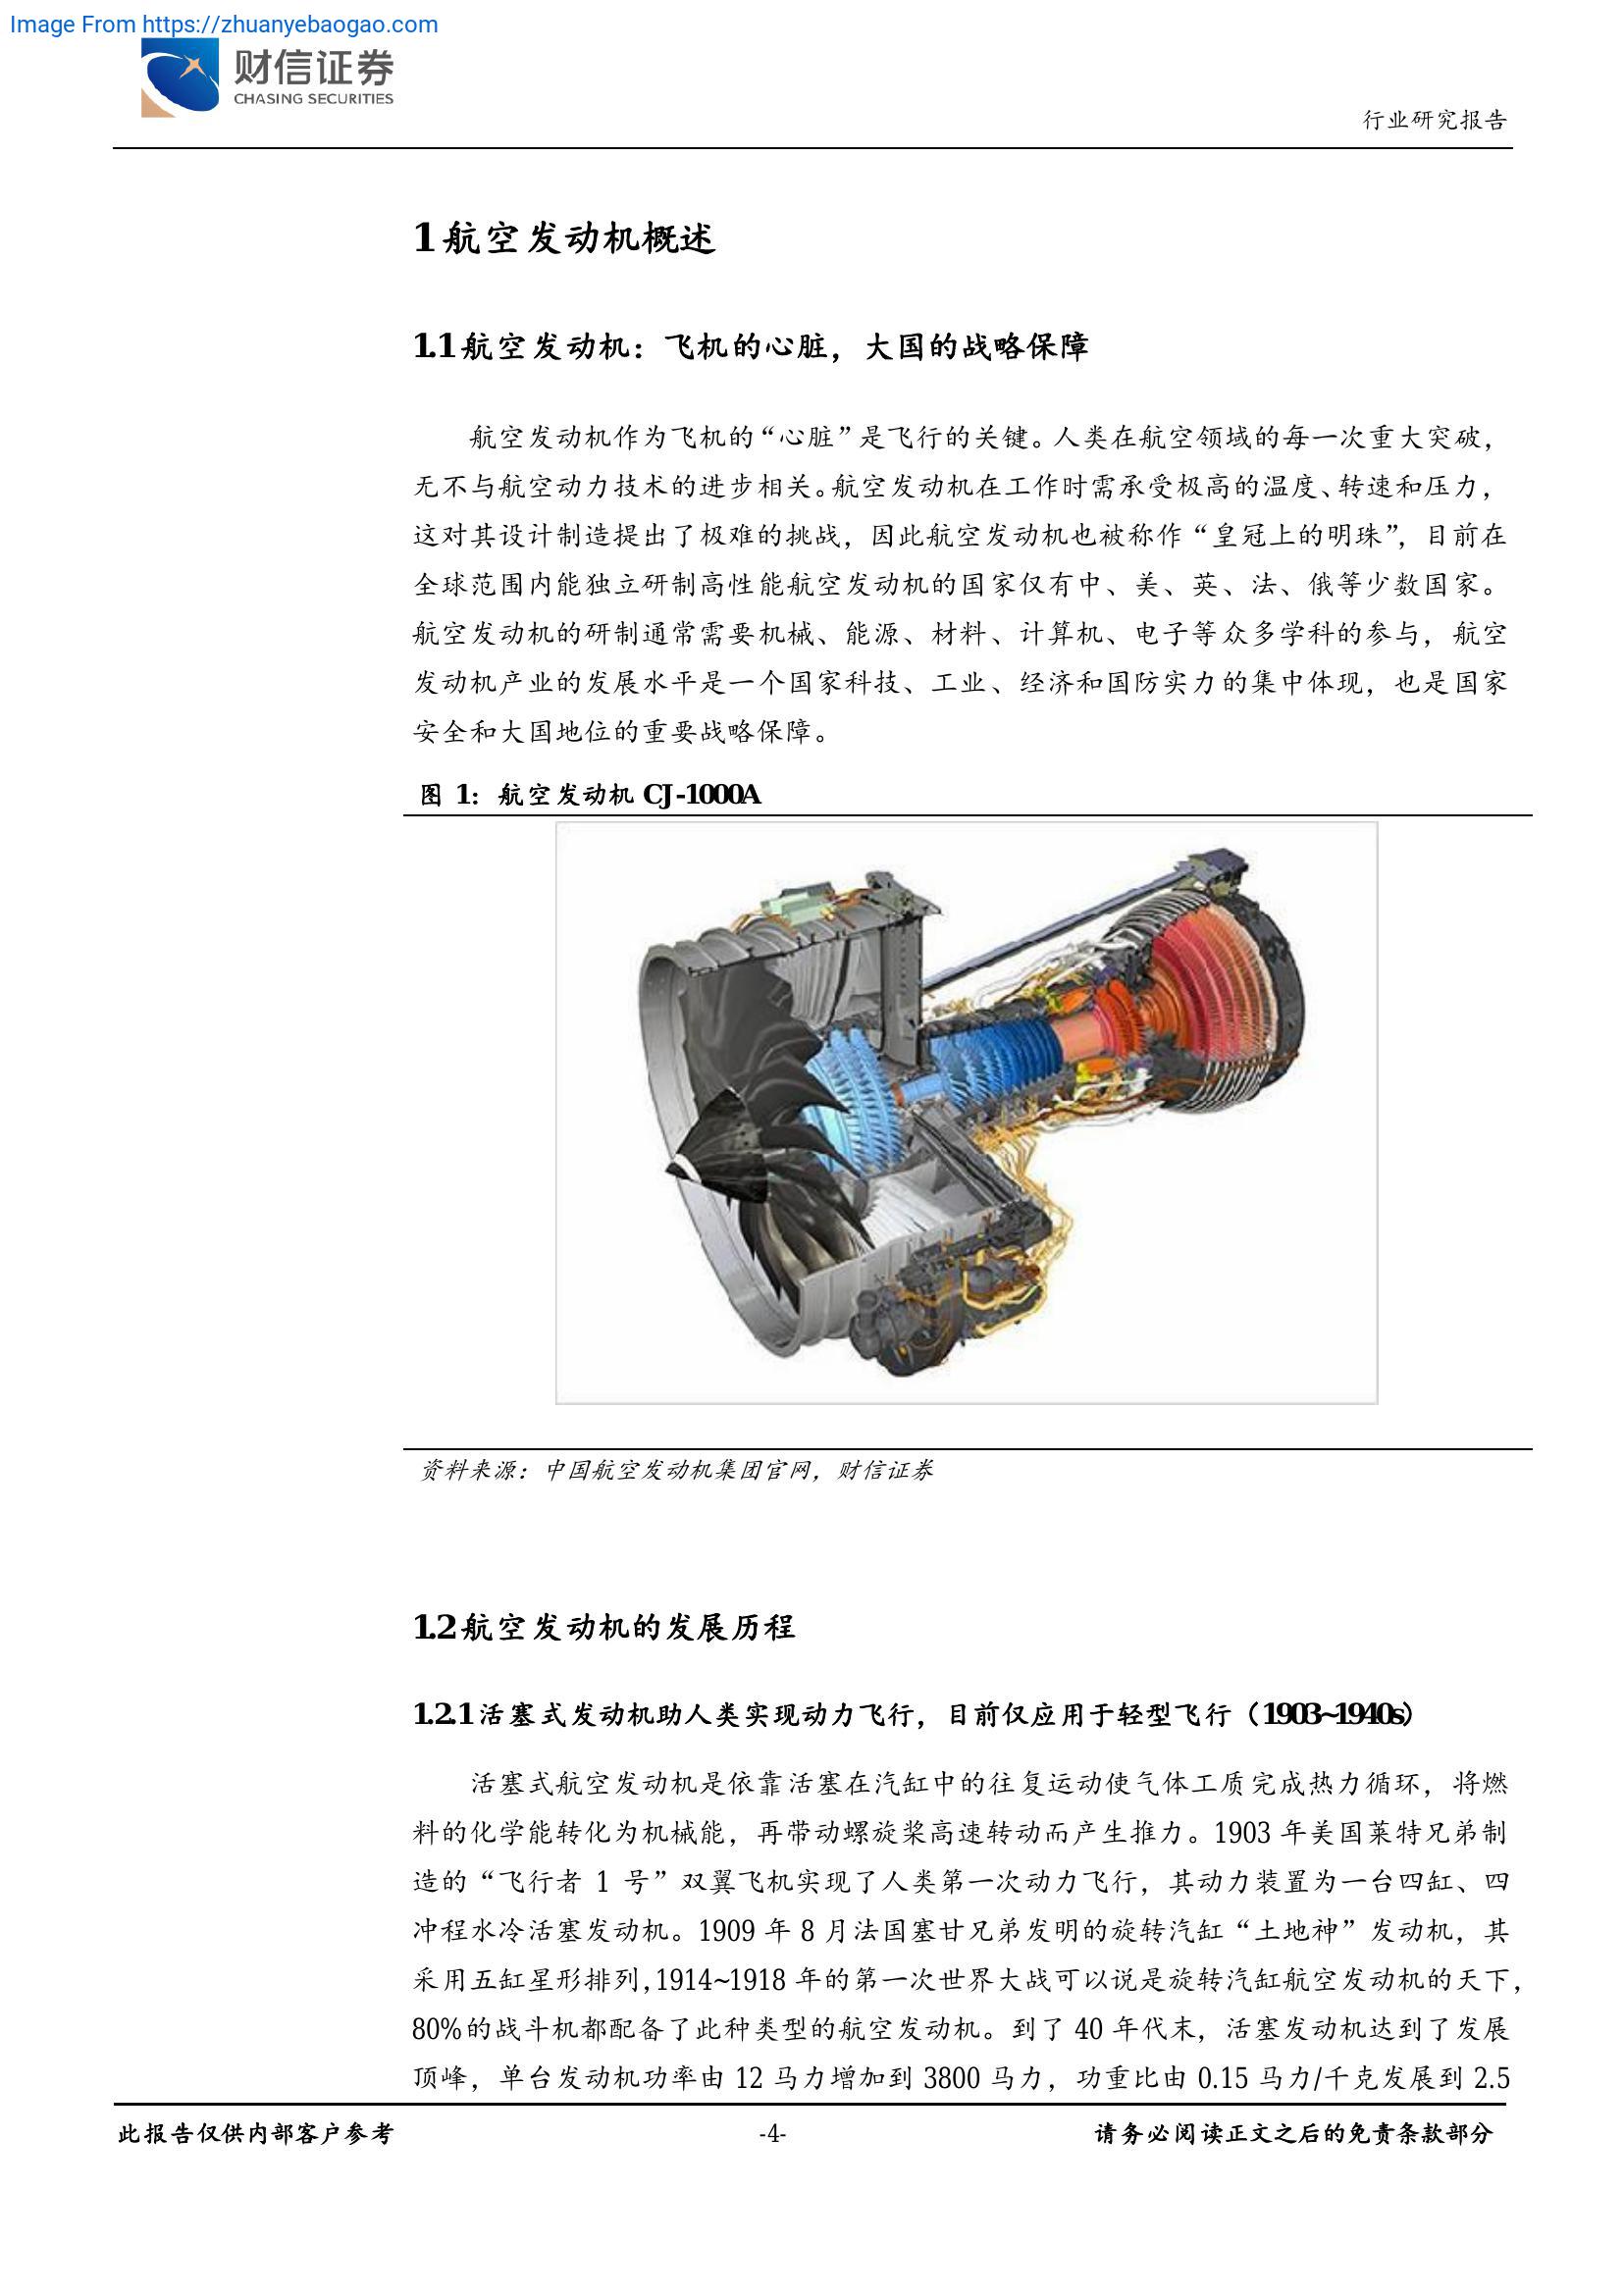 Image From https://zhuanyebaogao.com
财信证券
CHASING SECURITIES
行业研究报告
1 航空发动机概述
1.1 航空发动机：飞机的心脏，大国的战略保障
航空发动机作为飞机的“心脏”是飞行的关键。人类在航空领域的每一次重大突破，
无不与航空动力技术的进步相关。航空发动机在工作时需承受极高的温度、转速和压力，
这对其设计制造提出了极难的挑战，因此航空发动机也被称作“皇冠上的明珠”，目前在
全球范围内能独立研制高性能航空发动机的国家仅有中、美、英、法、俄等少数国家。
航空发动机的研制通常需要机械、能源、材料、计算机、电子等众多学科的参与，航空
发动机产业的发展水平是一个国家科技、工业、经济和国防实力的集中体现，也是国家
安全和大国地位的重要战略保障。
图 1：航空发动机 CJ-1000A
资料来源：中国航空发动机集团官网，财信证券
1.2 航空发动机的发展历程
1.2.1 活塞式发动机助人类实现动力飞行，目前仅应用于轻型飞行（1903~1940s）
活塞式航空发动机是依靠活塞在汽缸中的往复运动使气体工质完成热力循环，将燃
料的化学能转化为机械能，再带动螺旋桨高速转动而产生推力。1903 年美国莱特兄弟制
造的“飞行者 1 号”双翼飞机实现了人类第一次动力飞行，其动力装置为一台四缸、四
冲程水冷活塞发动机。1909 年 8 月法国塞甘兄弟发明的旋转汽缸“土地神”发动机，其
采用五缸星形排列，1914~1918 年的第一次世界大战可以说是旋转汽缸航空发动机的天下，
80%的战斗机都配备了此种类型的航空发动机。到了 40 年代末，活塞发动机达到了发展
顶峰，单台发动机功率由 12 马力增加到 3800 马力，功重比由 0.15 马力/千克发展到 2.5
此报告仅供内部客户参考
-4-
请务必阅读正文之后的免责条款部分